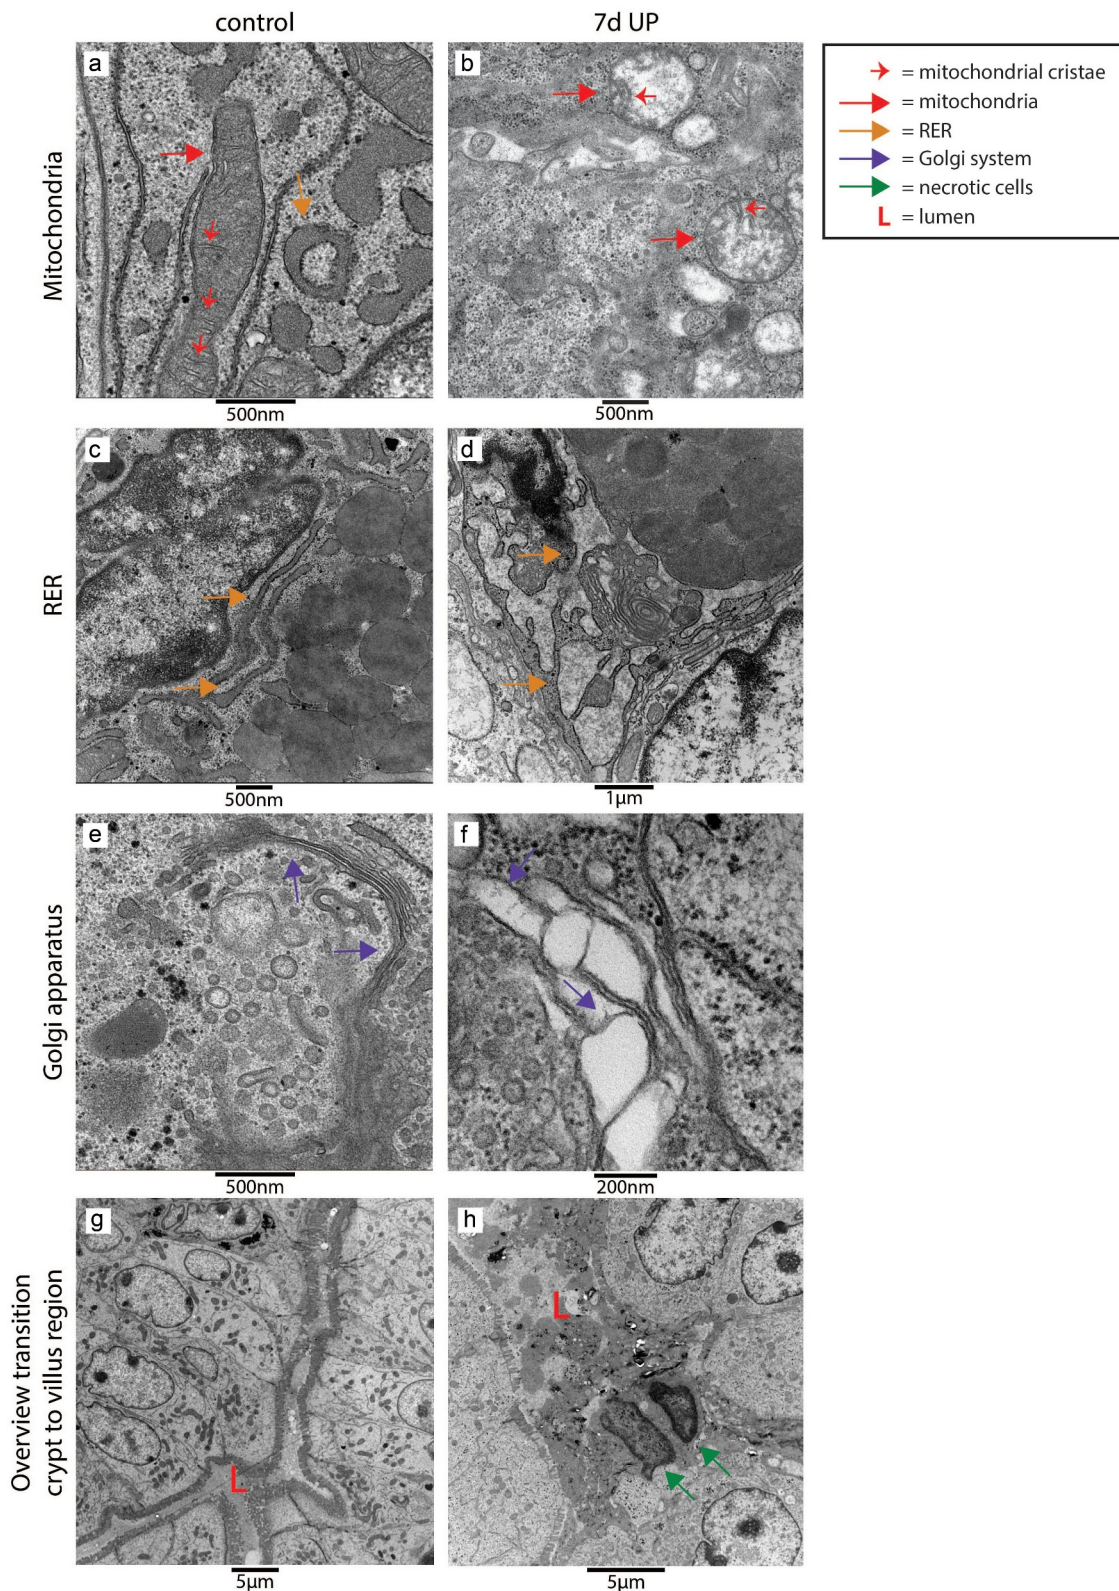 control
7d UP
a
b
= mitochondrial cristae
= mitochondria
= RER
= Golgi system
= necrotic cells
L = lumen
Mitochondria
500nm
500nm
c
d
RER
500nm
1µm
e
f
Golgi apparatus
500nm
200nm
g
h
L
L
Overview transition
crypt to villus region
5µm
5µm